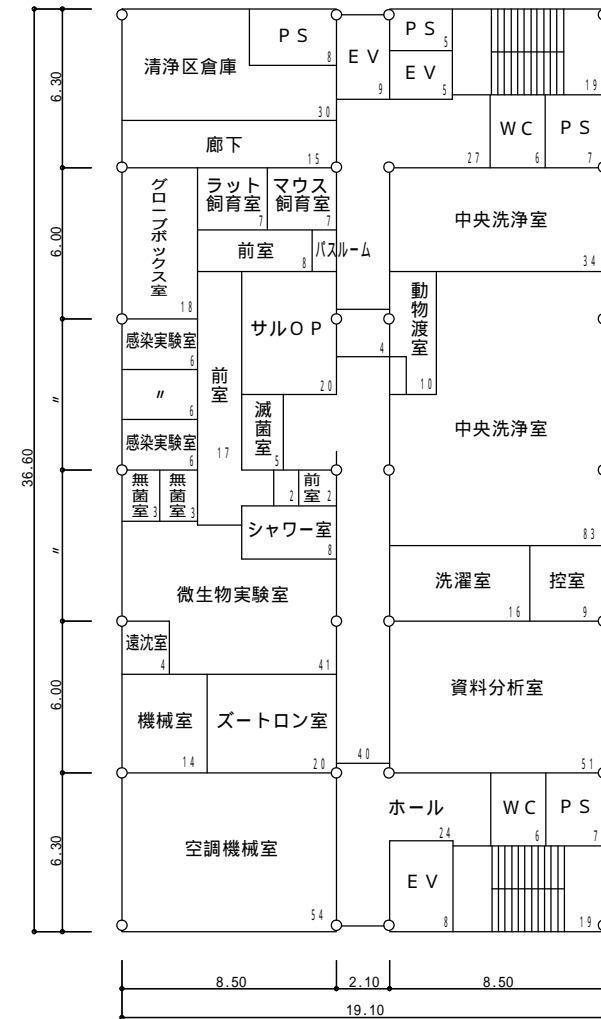 ＰＳ
8
ＥＶ
9
ＰＳ
5
ＥＶ
5
19
清浄区倉庫
30
廊下
15
27
ＷＣ
6
ＰＳ
7
6.30
グローブボックス室
18
ラット
飼育室
7
マウス
飼育室
7
前室
8
パスルーム
中央洗浄室
34
6.00
感染実験室
6
〃
6
感染実験室
6
前室
17
サルＯＰ
20
4
動物渡室
10
滅菌室
5
中央洗浄室
83
〃
36.60
無菌室
3
無菌室
3
2
前室
2
シャワー室
8
微生物実験室
41
洗濯室
16
控室
9
〃
遠沈室
4
機械室
14
ズートロン室
20
40
資料分析室
51
6.00
空調機械室
54
ホール
24
ＷＣ
6
ＰＳ
7
ＥＶ
8
19
6.30
8.50
2.10
8.50
19.10